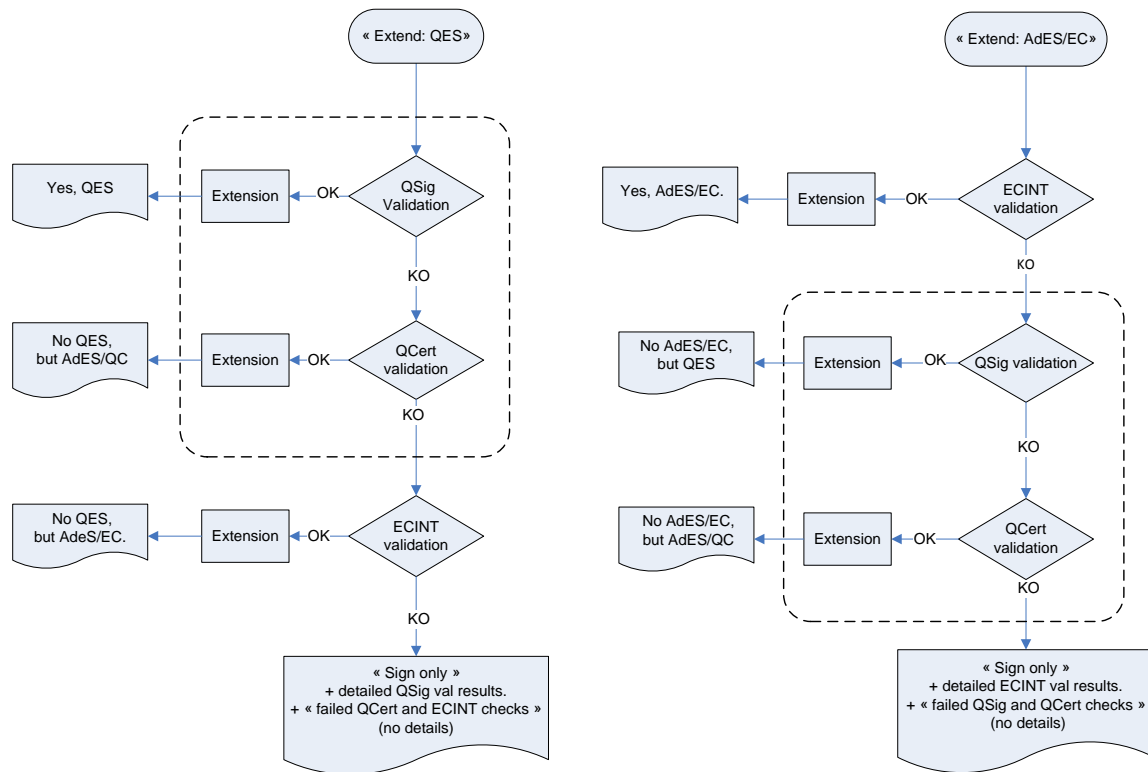 « Extend: QES»
QSig
Validation
OK
Extension
Yes, QES
KO
QCert
validation
OK
Extension
No QES,
but AdES/QC
KO
ECINT
validation
OK
Extension
No QES,
but AdeS/EC.
KO
« Sign only »
+ detailed QSig val results.
+ « failed QCert and ECINT checks »
(no details)
« Extend: AdES/EC»
ECINT
validation
OK
Extension
Yes, AdES/EC.
KO
QSig validation
OK
Extension
No AdES/EC,
but QES
KO
QCert
validation
OK
Extension
No AdES/EC,
but AdES/QC
KO
« Sign only »
+ detailed ECINT val results.
+ « failed QSig and QCert checks »
(no details)